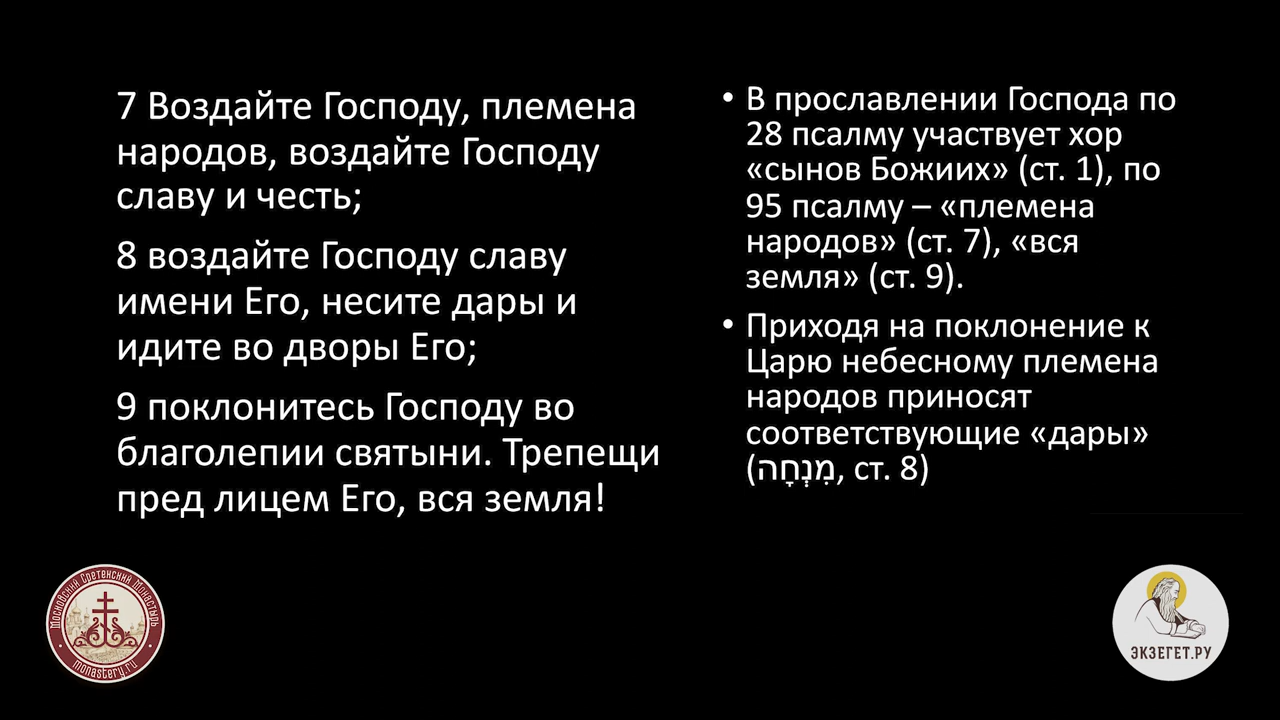 7 Воздайте Господу, племена
народов, воздайте Господу
славу и честь;
8 воздайте Господу славу
имени Его, несите дары и
идите во дворы Его;
9 поклонитесь Господу во
благолепии святыни. Трепещи
пред лицем Его, вся земля!
• В прославлении Господа по
28 псалму участвует хор
«сынов Божиих» (ст. 1), по
95 псалму – «племена
народов» (ст. 7), «вся
земля» (ст. 9).
• Приходя на поклонение к
Царю небесному племена
народов приносят
соответствующие «дары»
(מִנְחָה, ст. 8)
Московский Сретенский Монастырь
monastery.ru
ЭКЗЕГЕТ.РУ